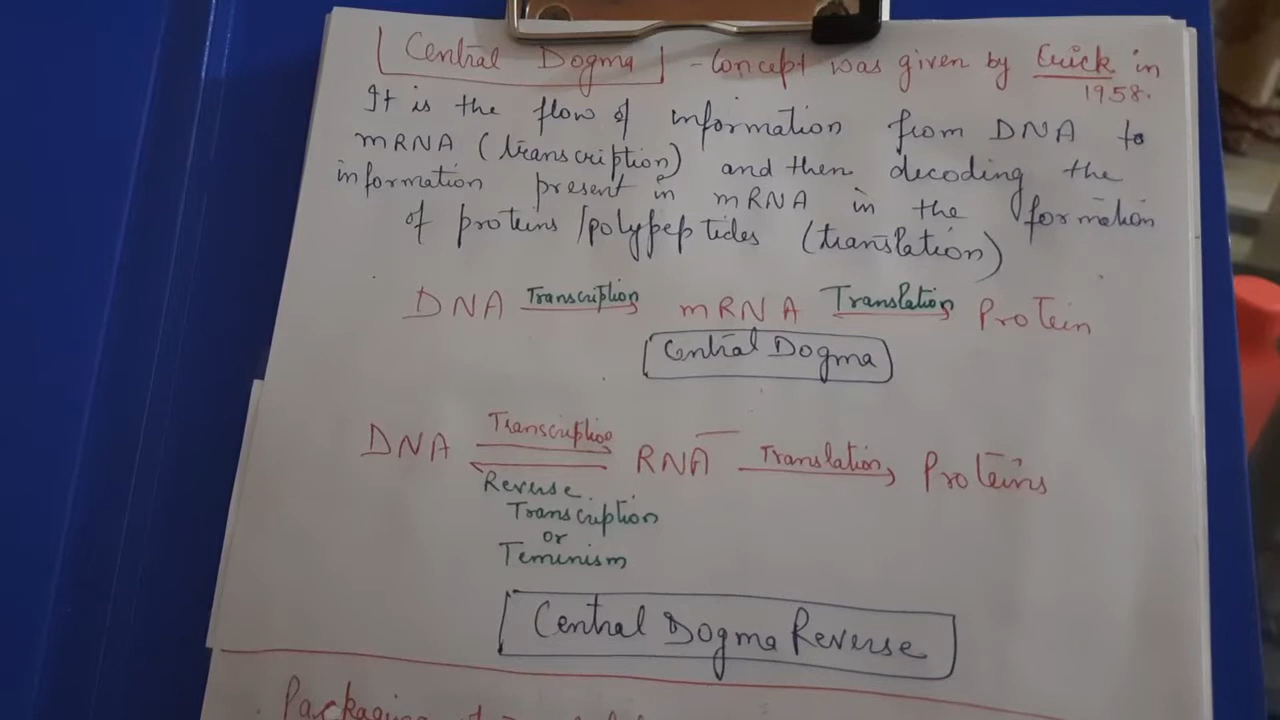 Central Dogma - Concept was given by Crick in
1958.
It is the flow of information from DNA to
mRNA (transcription) and then decoding the
information present in mRNA in the formation
of proteins/polypeptides (translation)
DNA Transcription mRNA Translation Protein
Central Dogma
DNA Transcription RNA Translation Proteins
Reverse
Transcription
or
Teminism
Central Dogma Reverse
Packaging